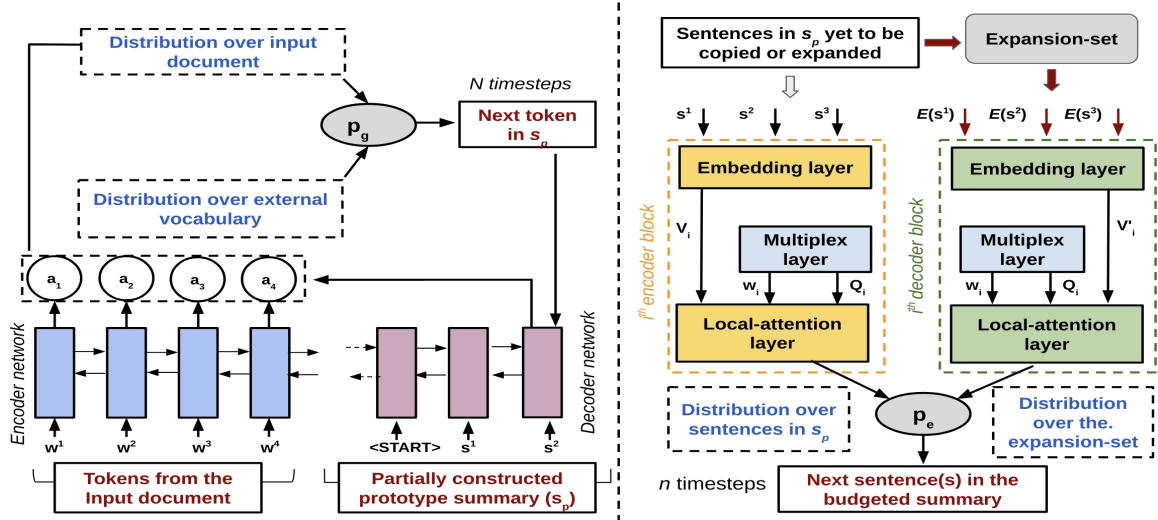 Distribution over input
document
N timesteps
p_g
Next token
in s_p
Distribution over external
vocabulary
a_1
a_2
a_3
a_4
Encoder network
Decoder network
w^1
w^2
w^3
w^4
<START>
s^1
s^2
Tokens from the
Input document
Partially constructed
prototype summary (s_p)
Sentences in s_p yet to be
copied or expanded
Expansion-set
s^1
s^2
s^3
E(s^1)
E(s^2)
E(s^3)
i^th encoder block
Embedding layer
V_i
Multiplex
layer
w_i
Q_i
Local-attention
layer
i^th decoder block
Embedding layer
V'_i
Multiplex
layer
w_i
Q_i
Local-attention
layer
Distribution over
sentences in s_p
p_e
Distribution
over the.
expansion-set
n timesteps
Next sentence(s) in the
budgeted summary